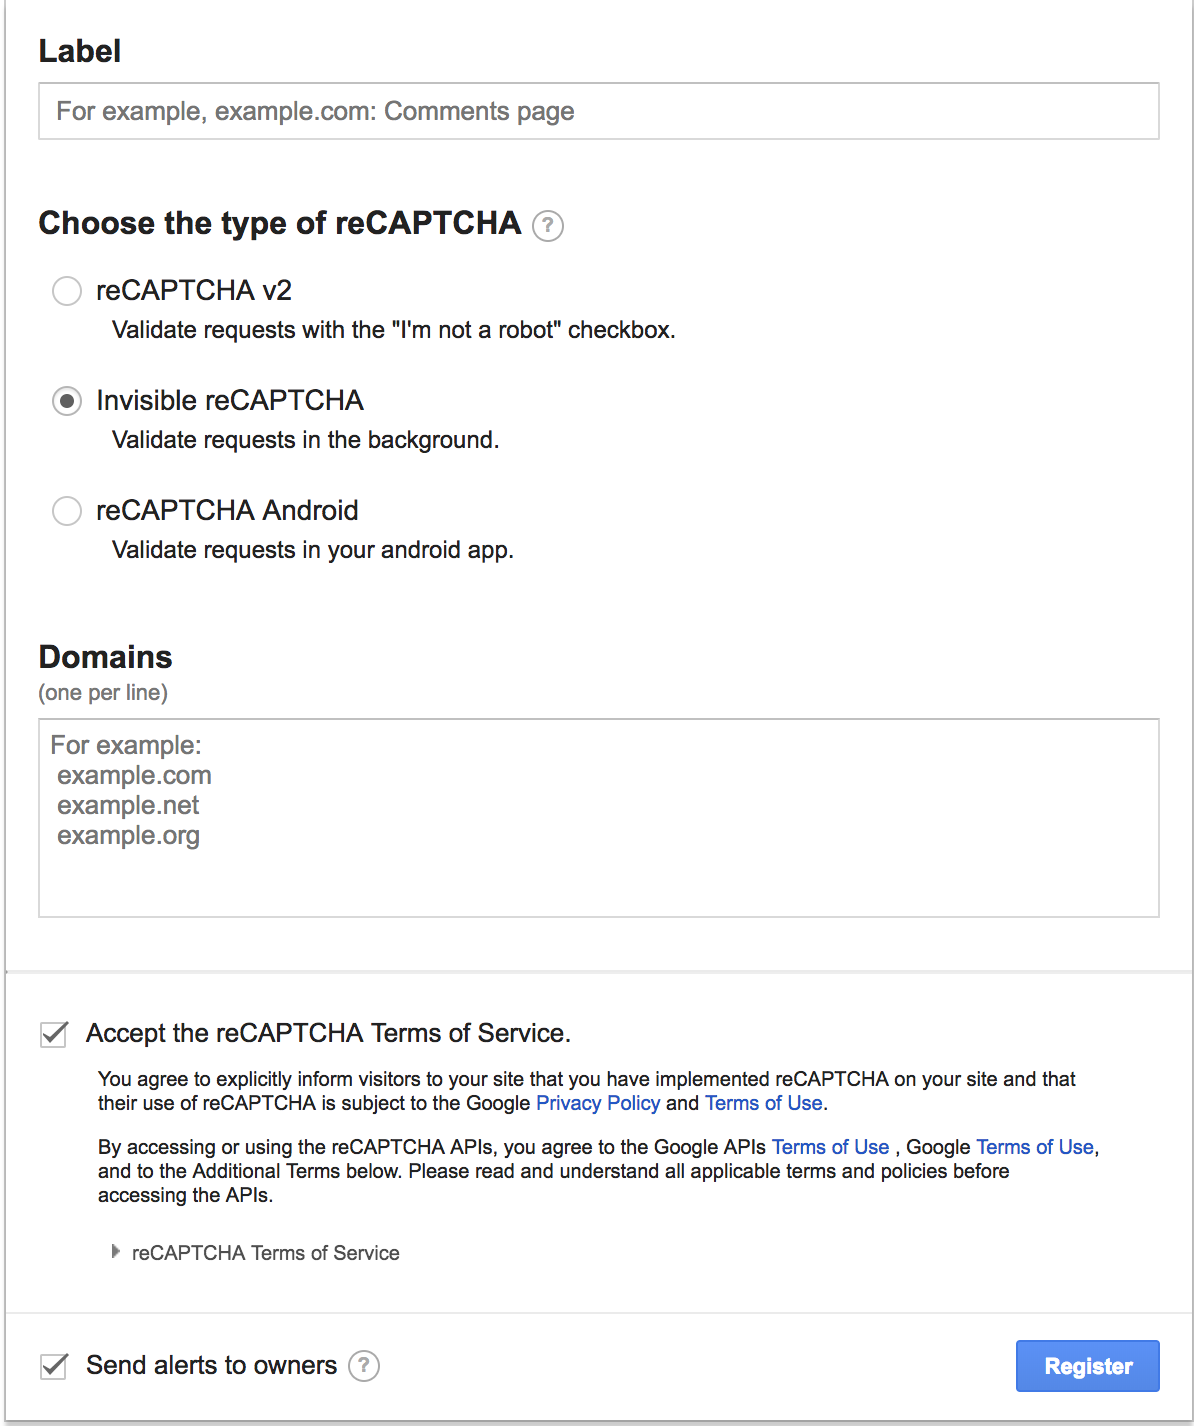 Label
For example, example.com: Comments page
Choose the type of reCAPTCHA ?
reCAPTCHA v2
Validate requests with the "I'm not a robot" checkbox.
Invisible reCAPTCHA
Validate requests in the background.
reCAPTCHA Android
Validate requests in your android app.
Domains
(one per line)
For example:
example.com
example.net
example.org
Accept the reCAPTCHA Terms of Service.
You agree to explicitly inform visitors to your site that you have implemented reCAPTCHA on your site and that
their use of reCAPTCHA is subject to the Google Privacy Policy and Terms of Use.
By accessing or using the reCAPTCHA APIs, you agree to the Google APIs Terms of Use , Google Terms of Use,
and to the Additional Terms below. Please read and understand all applicable terms and policies before
accessing the APIs.
reCAPTCHA Terms of Service
Send alerts to owners ?
Register